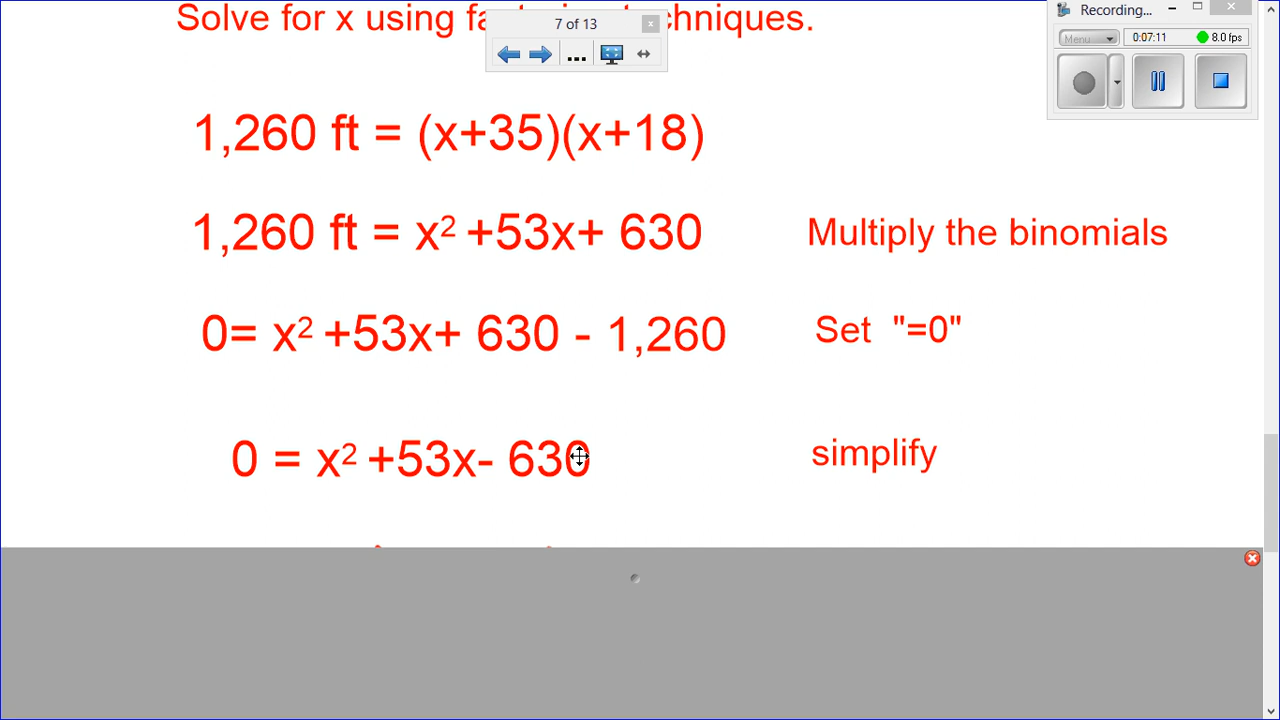 Solve for x using fa techniques.
7 of 13
...
Recording...
Menu
0:07:11
8.0 fps
1,260 ft = (x+35)(x+18)
1,260 ft = x² +53x+ 630
Multiply the binomials
0= x² +53x+ 630 - 1,260
Set "=0"
0 = x² +53x- 630
simplify